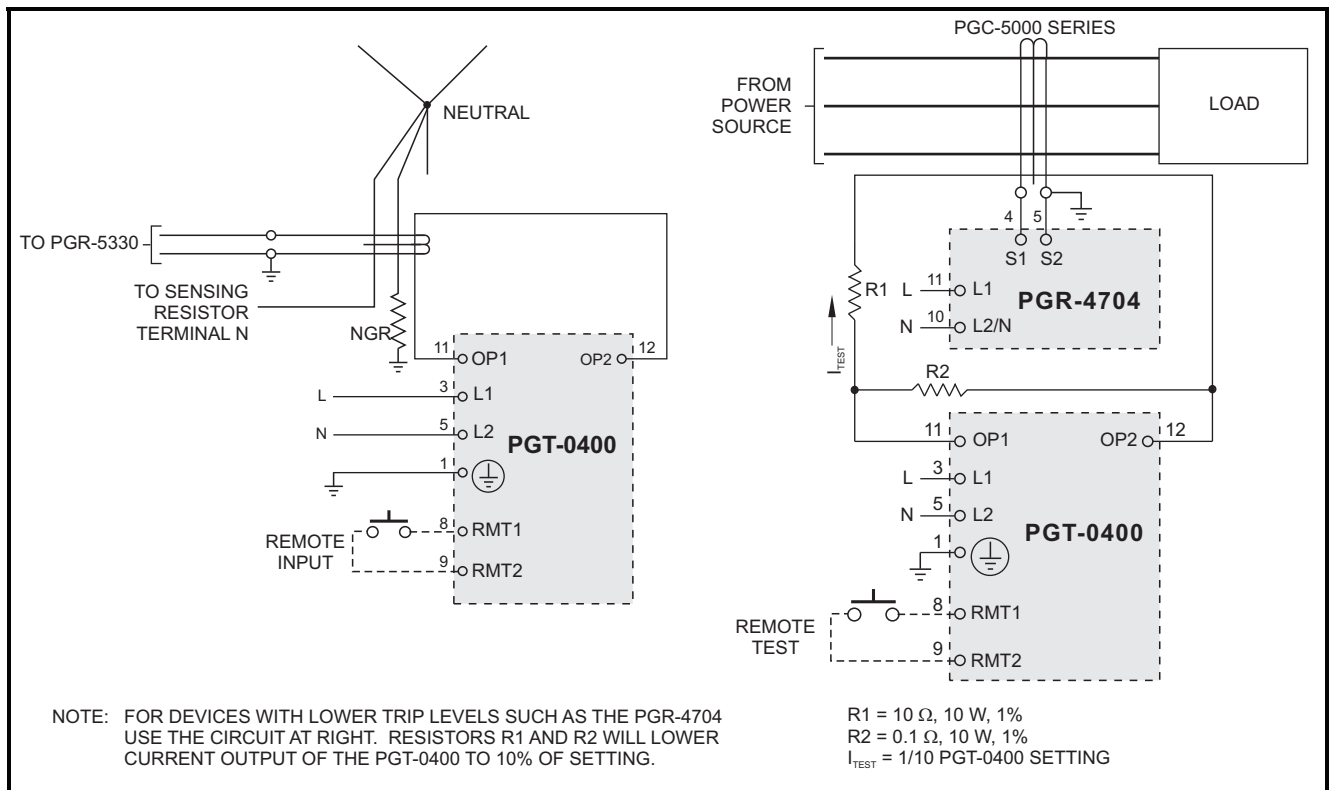 NEUTRAL
TO PGR-5330
TO SENSING
RESISTOR
TERMINAL N
NGR
11
OP1
OP2
12
L
3
L1
N
5
L2
PGT-0400
1
REMOTE
INPUT
8
RMT1
9
RMT2
PGC-5000 SERIES
FROM
POWER
SOURCE
LOAD
4
5
S1
S2
R1
L
11
L1
PGR-4704
N
10
L2/N
I_TEST
R2
11
OP1
OP2
12
L
3
L1
N
5
L2
PGT-0400
1
REMOTE
TEST
8
RMT1
9
RMT2
NOTE: FOR DEVICES WITH LOWER TRIP LEVELS SUCH AS THE PGR-4704
USE THE CIRCUIT AT RIGHT. RESISTORS R1 AND R2 WILL LOWER
CURRENT OUTPUT OF THE PGT-0400 TO 10% OF SETTING.
R1 = 10 Ω, 10 W, 1%
R2 = 0.1 Ω, 10 W, 1%
I_TEST = 1/10 PGT-0400 SETTING